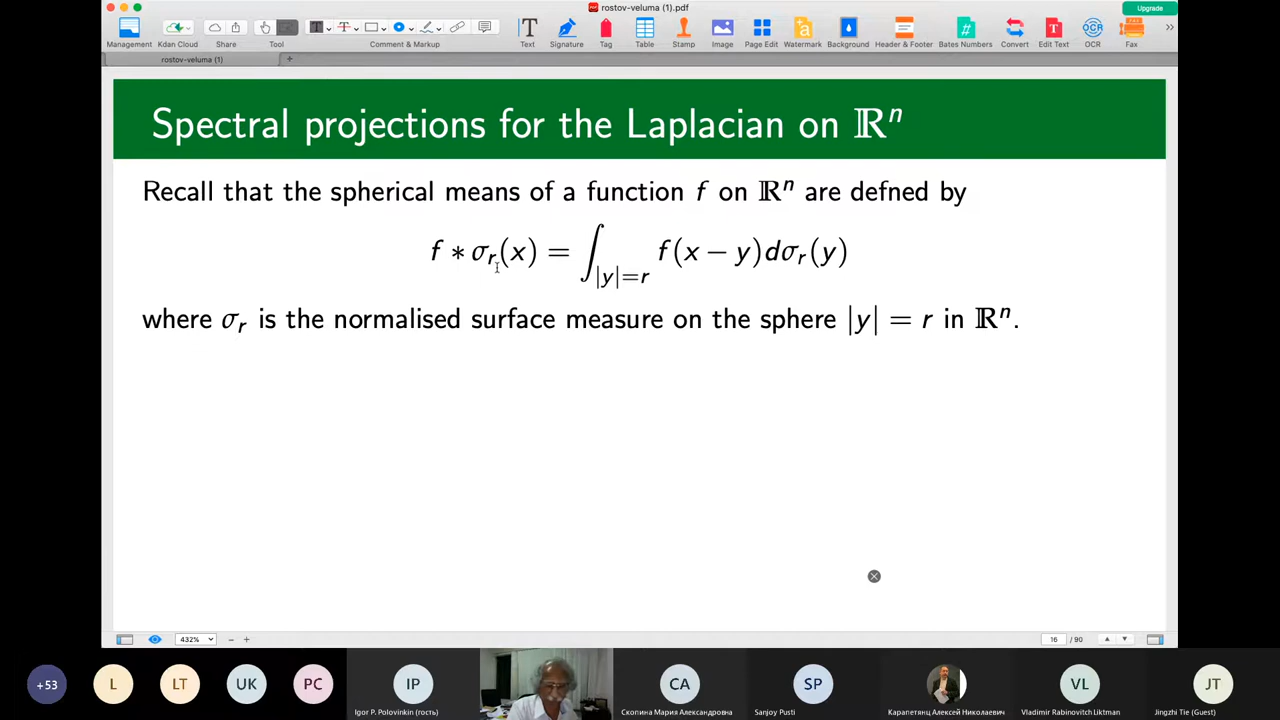 rostov-veluma (1).pdf
Upgrade
Management
Kdan Cloud
Share
Tool
Comment & Markup
Text
Signature
Tag
Table
Stamp
Image
Page Edit
Watermark
Background
Header & Footer
Bates Numbers
Convert
Edit Text
OCR
Fax
rostov-veluma (1)
Spectral projections for the Laplacian on ℝⁿ
Recall that the spherical means of a function f on ℝⁿ are defned by
f ∗ σᵣ(x) = ∫_{|y|=r} f(x − y)dσᵣ(y)
where σᵣ is the normalised surface measure on the sphere |y| = r in ℝⁿ.
432%
16 / 90
+53
L
LT
UK
PC
IP
Igor P. Polovinkin (гость)
CA
Скопина Мария Александровна
SP
Sanjoy Pusti
Карапетянц Алексей Николаевич
VL
Vladimir Rabinovitch Liktman
JT
Jingzhi Tie (Guest)